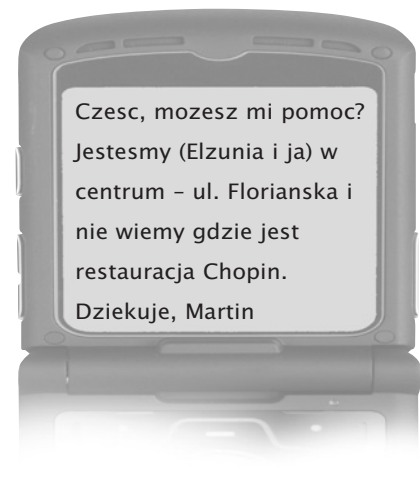 Czesc, mozesz mi pomoc?
Jestesmy (Elzunia i ja) w
centrum – ul. Florianska i
nie wiemy gdzie jest
restauracja Chopin.
Dziekuje, Martin